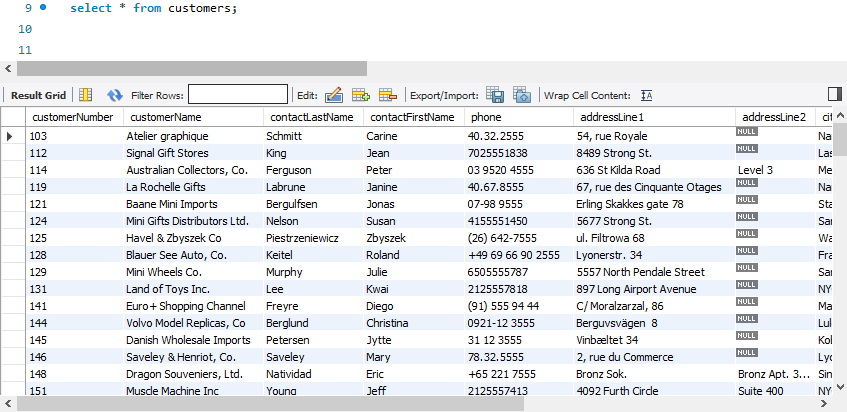 9 select * from customers;
10
11
Result Grid Filter Rows: Edit: Export/Import: Wrap Cell Content: IA
customerNumber customerName contactLastName contactFirstName phone addressLine1 addressLine2 cit
103 Atelier graphique Schmitt Carine 40.32.2555 54, rue Royale NULL Na
112 Signal Gift Stores King Jean 7025551838 8489 Strong St. NULL Las
114 Australian Collectors, Co. Ferguson Peter 03 9520 4555 636 St Kilda Road Level 3 Me
119 La Rochelle Gifts Labrune Janine 40.67.8555 67, rue des Cinquante Otages NULL Na
121 Baane Mini Imports Bergulfsen Jonas 07-98 9555 Erling Skakkes gate 78 NULL Sta
124 Mini Gifts Distributors Ltd. Nelson Susan 4155551450 5677 Strong St. NULL Sar
125 Havel & Zbyszek Co Piestrzeniewicz Zbyszek (26) 642-7555 ul. Filtrowa 68 NULL Wa
128 Blauer See Auto, Co. Keitel Roland +49 69 66 90 2555 Lyonerstr. 34 NULL Fra
129 Mini Wheels Co. Murphy Julie 6505555787 5557 North Pendale Street NULL Sar
131 Land of Toys Inc. Lee Kwai 2125557818 897 Long Airport Avenue NULL NY
141 Euro+ Shopping Channel Freyre Diego (91) 555 94 44 C/ Moralzarzal, 86 NULL Ma
144 Volvo Model Replicas, Co Berglund Christina 0921-12 3555 Berguvsvägen 8 NULL Lul
145 Danish Wholesale Imports Petersen Jytte 31 12 3555 Vinbæltet 34 NULL Kol
146 Saveley & Henriot, Co. Saveley Mary 78.32.5555 2, rue du Commerce NULL Lyo
148 Dragon Souveniers, Ltd. Natividad Eric +65 221 7555 Bronz Sok. Bronz Apt. 3... Sin
151 Muscle Machine Inc Young Jeff 2125557413 4092 Furth Circle Suite 400 NY